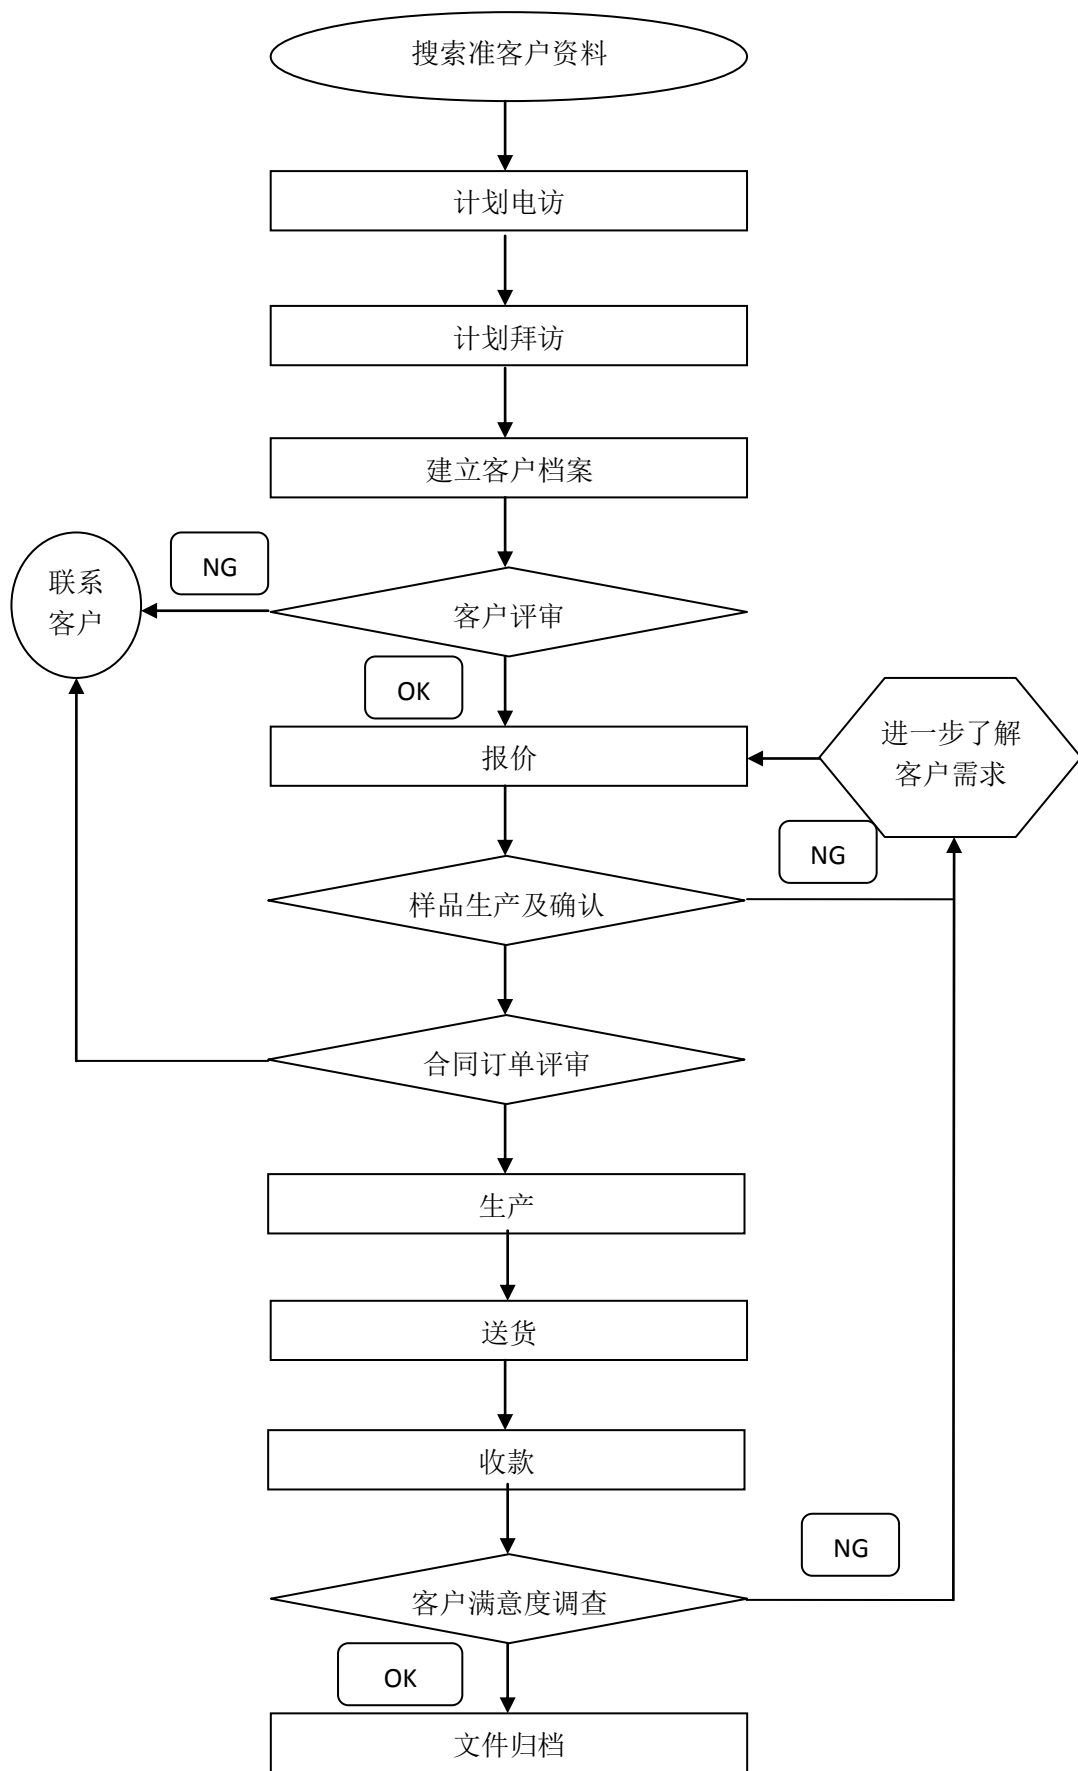 搜索准客户资料
计划电访
计划拜访
建立客户档案
NG
联系
客户
客户评审
OK
进一步了解
客户需求
报价
NG
样品生产及确认
合同订单评审
生产
送货
收款
NG
客户满意度调查
OK
文件归档